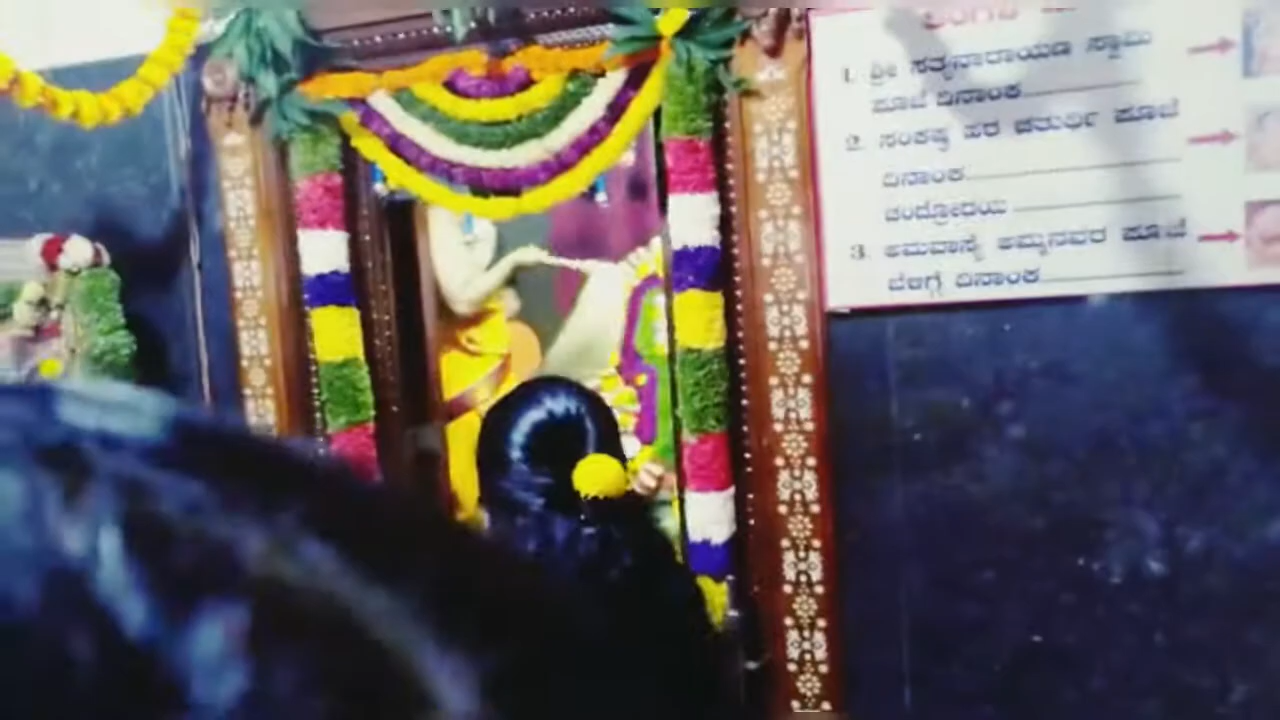 1. ಶ್ರೀ ಸತ್ಯನಾರಾಯಣ ಸ್ವಾಮಿ
ಪೂಜೆ ದಿನಾಂಕ
2. ಸಂಕಷ್ಟ ಹರ ಚತುರ್ಥಿ ಪೂಜೆ
ದಿನಾಂಕ
ಚಂದ್ರೋದಯ
3. ಅಮವಾಸ್ಯೆ ಅಮ್ಮನವರ ಪೂಜೆ
ಬೆಳಿಗ್ಗೆ ದಿನಾಂಕ